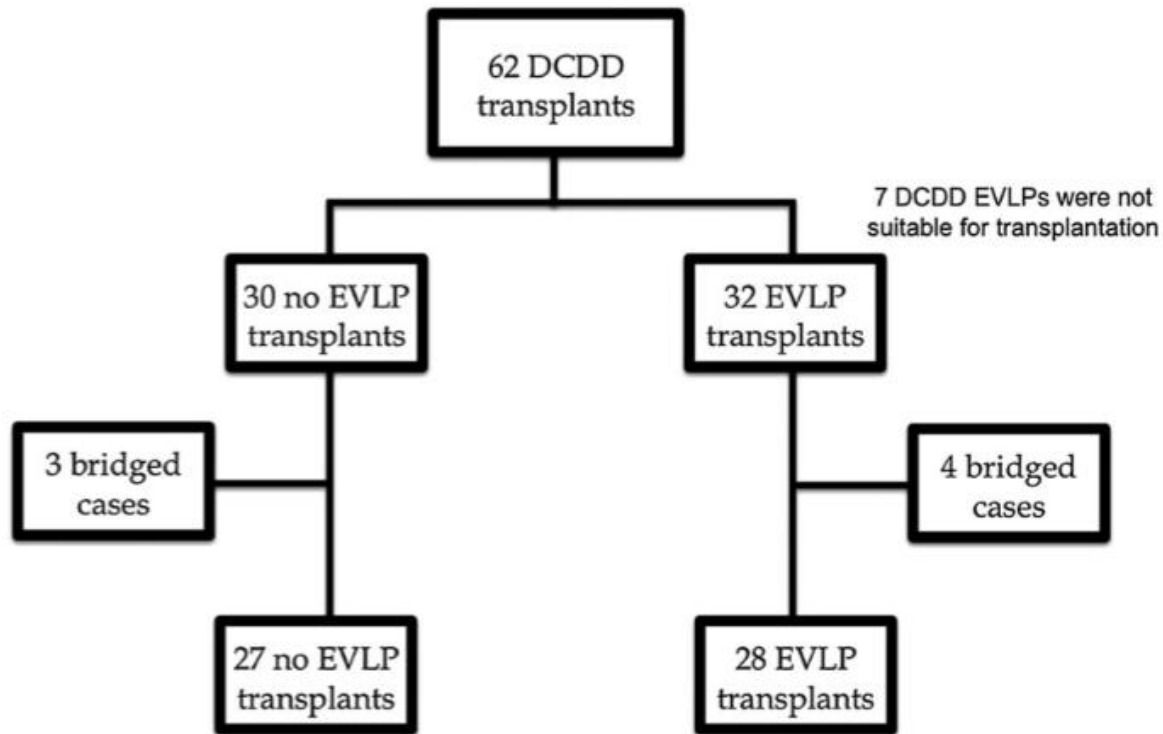 62 DCDD
transplants
7 DCDD EVLPs were not
suitable for transplantation
30 no EVLP
transplants
32 EVLP
transplants
3 bridged
cases
4 bridged
cases
27 no EVLP
transplants
28 EVLP
transplants